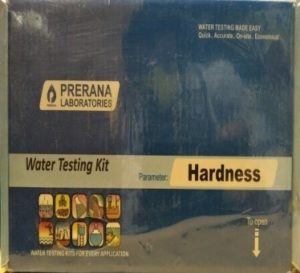 WATER TESTING MADE EASY
Quick. Accurate. On-site. Economical
PRERANA
LABORATORIES
Water Testing Kit
Parameter:
Hardness
WATER TESTING KITS FOR EVERY APPLICATION
To open